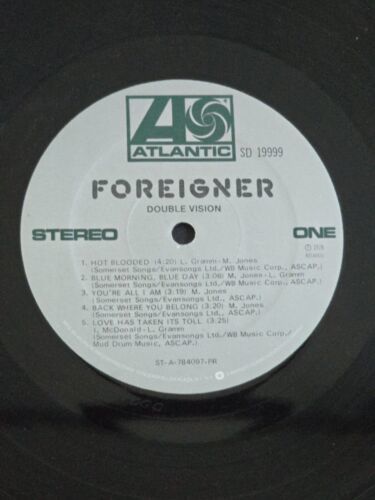 ATLANTIC
SD 19999
FOREIGNER
DOUBLE VISION
STEREO
ONE
1. HOT BLOODED (4:20) L. Gramm-M. Jones
(Somerset Songs/Evansongs Ltd./WB Music Corp., ASCAP.)
2. BLUE MORNING, BLUE DAY (3:08) M. Jones-L. Gramm
(Somerset Songs/Evansongs Ltd./WB Music Corp., ASCAP.)
3. YOU'RE ALL I AM (3:19) M. Jones
(Somerset Songs/Evansongs Ltd., ASCAP.)
4. BACK WHERE YOU BELONG (3:20) M. Jones
(Somerset Songs/Evansongs Ltd., ASCAP.)
5. LOVE HAS TAKEN ITS TOLL (3:25)
I. McDonald-L. Gramm
(Somerset Songs/Evansongs Ltd./WB Music Corp./
Mud Drum Music, ASCAP.)
ST-A-784097-PR